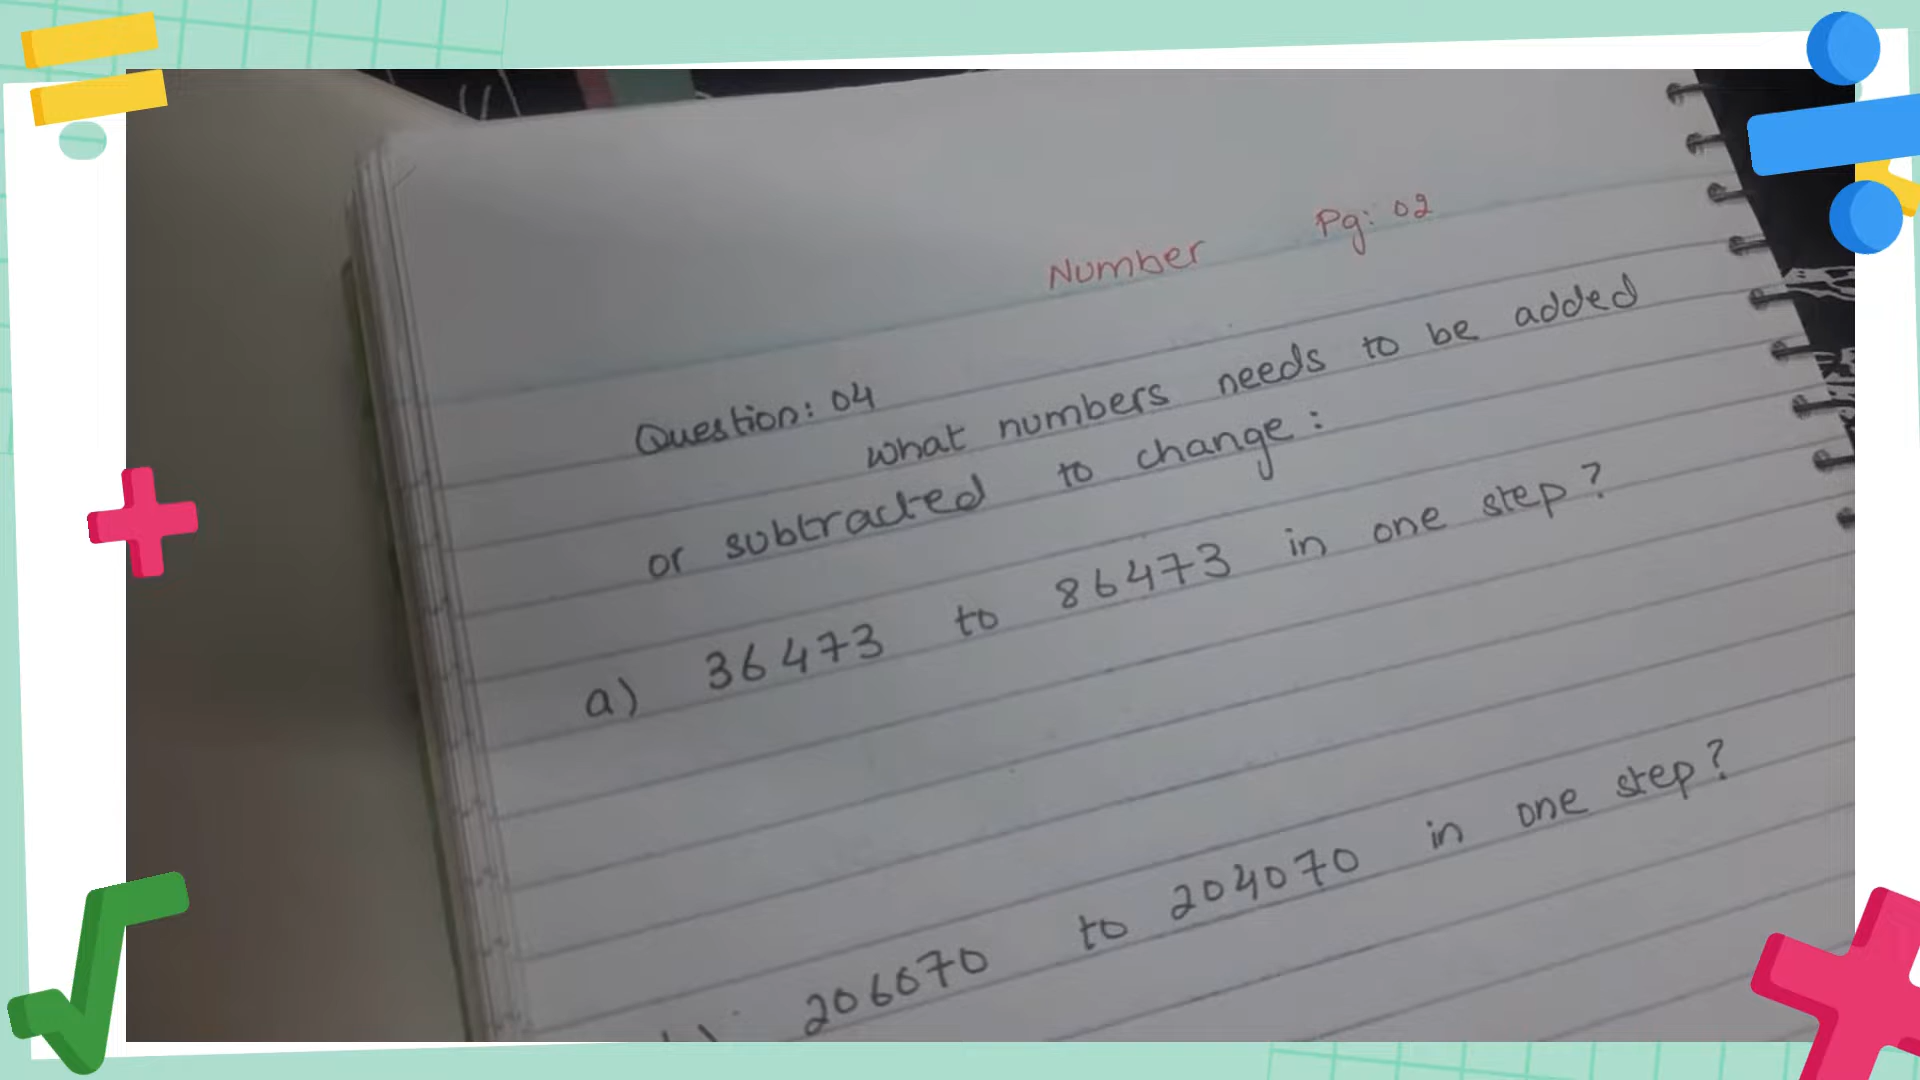 Number Pg: 02
Question: 04
what numbers needs to be added
or subtracted to change:
a) 36473 to 86473 in one step?
206070 to 204070 in one step?